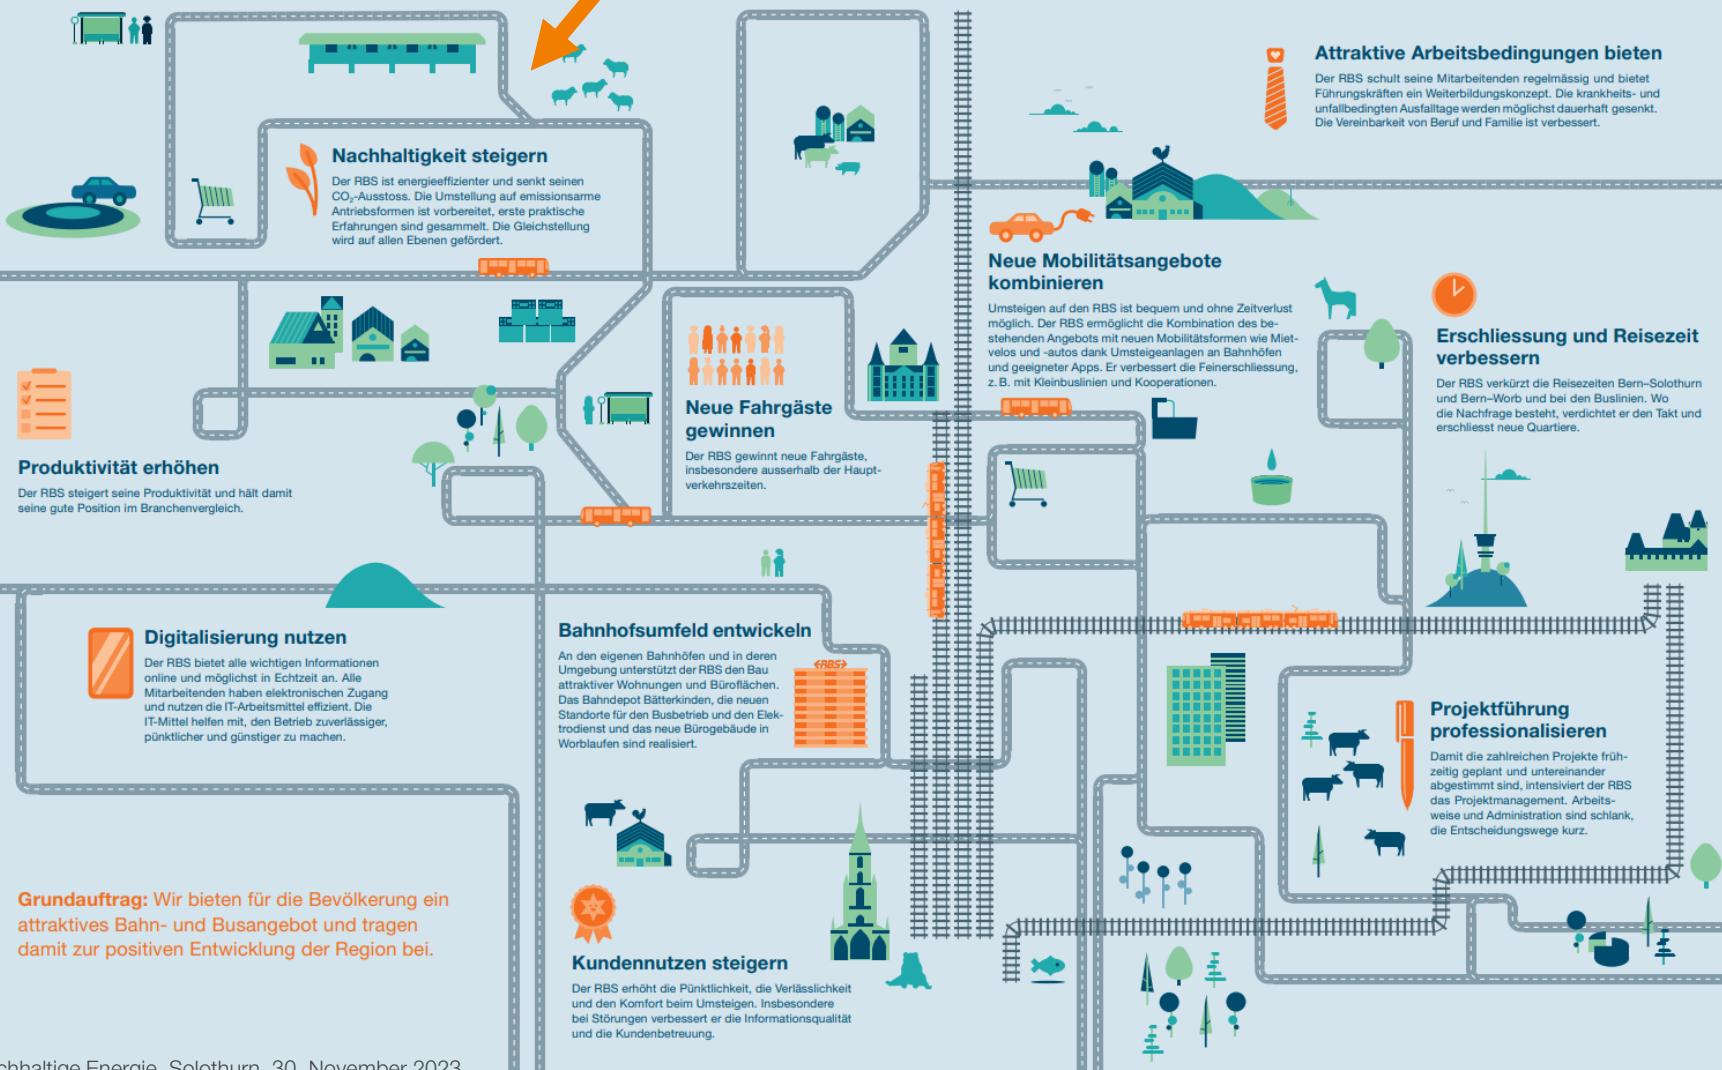 Attraktive Arbeitsbedingungen bieten
Der RBS schult seine Mitarbeitenden regelmässig und bietet
Führungskräften ein Weiterbildungskonzept. Die krankheits- und
unfallbedingten Ausfalltage werden möglichst dauerhaft gesenkt.
Die Vereinbarkeit von Beruf und Familie ist verbessert.
Nachhaltigkeit steigern
Der RBS ist energieeffizienter und senkt seinen
CO₂-Ausstoss. Die Umstellung auf emissionsarme
Antriebsformen ist vorbereitet, erste praktische
Erfahrungen sind gesammelt. Die Gleichstellung
wird auf allen Ebenen gefördert.
Neue Mobilitätsangebote
kombinieren
Umsteigen auf den RBS ist bequem und ohne Zeitverlust
möglich. Der RBS ermöglicht die Kombination des be-
stehenden Angebots mit neuen Mobilitätsformen wie Miet-
velos und -autos dank Umsteigeanlagen an Bahnhöfen
und geeigneter Apps. Er verbessert die Feinerschliessung,
z. B. mit Kleinbuslinien und Kooperationen.
Erschliessung und Reisezeit
verbessern
Der RBS verkürzt die Reisezeiten Bern–Solothurn
und Bern–Worb und bei den Buslinien. Wo
die Nachfrage besteht, verdichtet er den Takt und
erschliesst neue Quartiere.
Neue Fahrgäste
gewinnen
Der RBS gewinnt neue Fahrgäste,
insbesondere ausserhalb der Haupt-
verkehrszeiten.
Produktivität erhöhen
Der RBS steigert seine Produktivität und hält damit
seine gute Position im Branchenvergleich.
Digitalisierung nutzen
Der RBS bietet alle wichtigen Informationen
online und möglichst in Echtzeit an. Alle
Mitarbeitenden haben elektronischen Zugang
und nutzen die IT-Arbeitsmittel effizient. Die
IT-Mittel helfen mit, den Betrieb zuverlässiger,
pünktlicher und günstiger zu machen.
Bahnhofsumfeld entwickeln
An den eigenen Bahnhöfen und in deren
Umgebung unterstützt der RBS den Bau
attraktiver Wohnungen und Büroflächen.
Das Bahndepot Bätterkinden, die neuen
Standorte für den Busbetrieb und den Elek-
trodienst und das neue Bürogebäude in
Worblaufen sind realisiert.
RBS
Projektführung
professionalisieren
Damit die zahlreichen Projekte früh-
zeitig geplant und untereinander
abgestimmt sind, intensiviert der RBS
das Projektmanagement. Arbeits-
weise und Administration sind schlank,
die Entscheidungswege kurz.
Grundauftrag: Wir bieten für die Bevölkerung ein
attraktives Bahn- und Busangebot und tragen
damit zur positiven Entwicklung der Region bei.
Kundennutzen steigern
Der RBS erhöht die Pünktlichkeit, die Verlässlichkeit
und den Komfort beim Umsteigen. Insbesondere
bei Störungen verbessert er die Informationsqualität
und die Kundenbetreuung.
chhaltige Energie, Solothurn, 30. November 2023